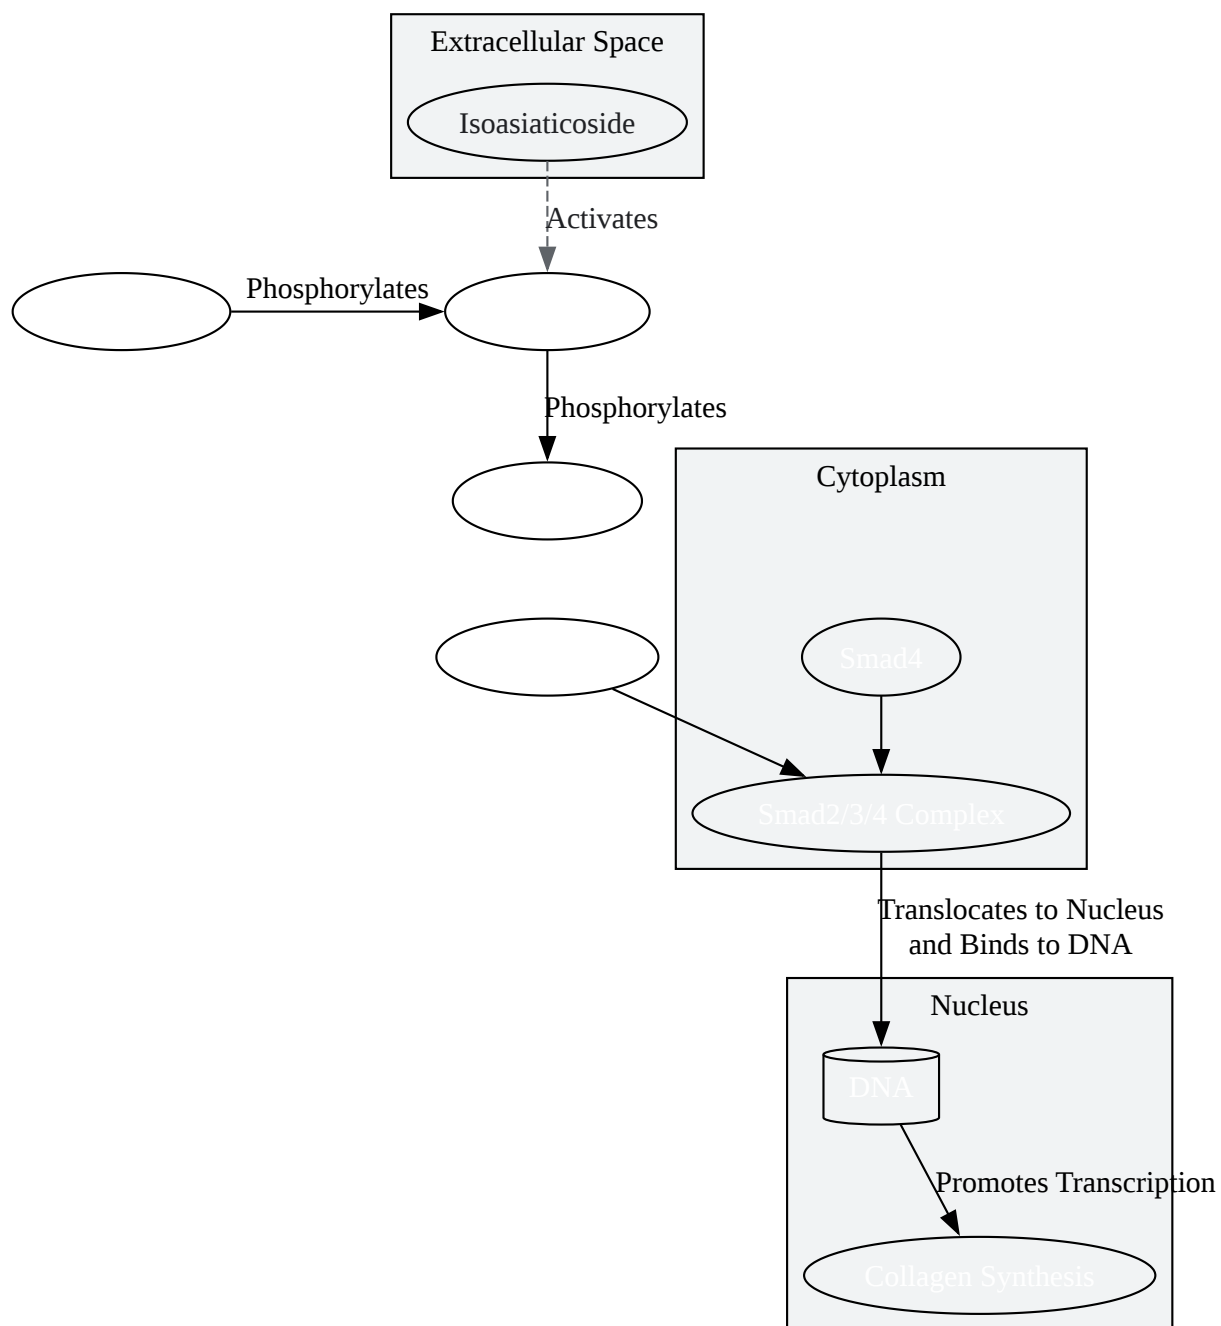 Extracellular Space
Isoasiaticoside
Activates
Phosphorylates
Phosphorylates
Cytoplasm
Smad4
Smad2/3/4 Complex
Translocates to Nucleus
and Binds to DNA
Nucleus
DNA
Promotes Transcription
Collagen Synthesis